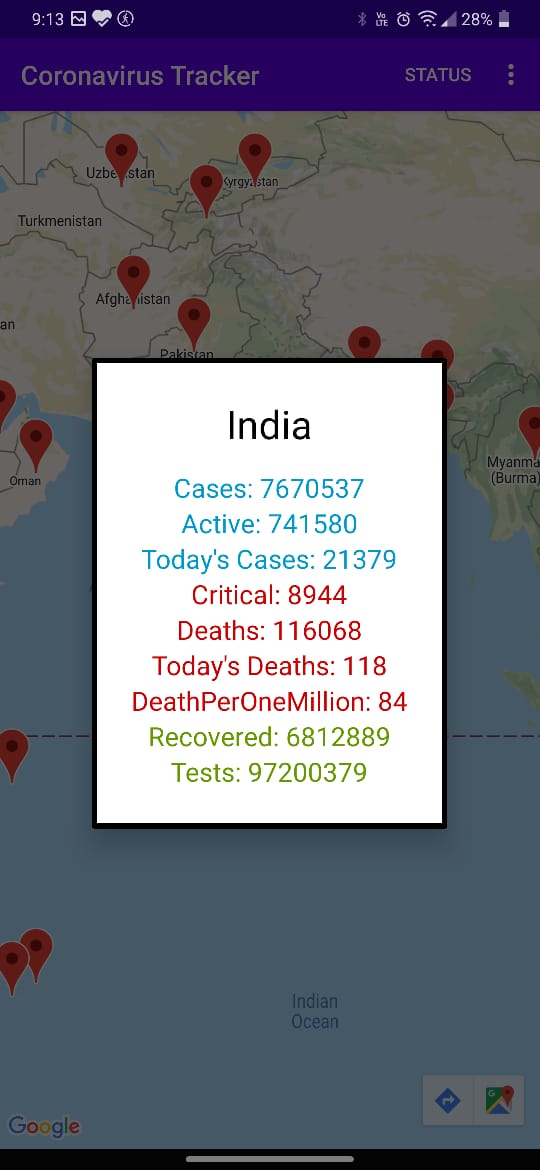 9:13
Vo
LTE
28%
Coronavirus Tracker
STATUS
Kyrgyzstan
Turkmenistan
Afghanistan
an
Pakistan
India
Cases: 7670537
Active: 741580
Today's Cases: 21379
Critical: 8944
Deaths: 116068
Today's Deaths: 118
DeathPerOneMillion: 84
Recovered: 6812889
Tests: 97200379
Oman
Myanma
(Burma)
Indian
Ocean
Google